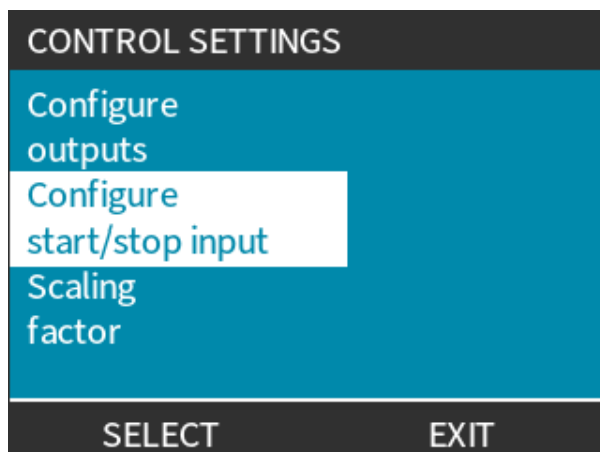 CONTROL SETTINGS
Configure
outputs
Configure
start/stop input
Scaling
factor
SELECT EXIT